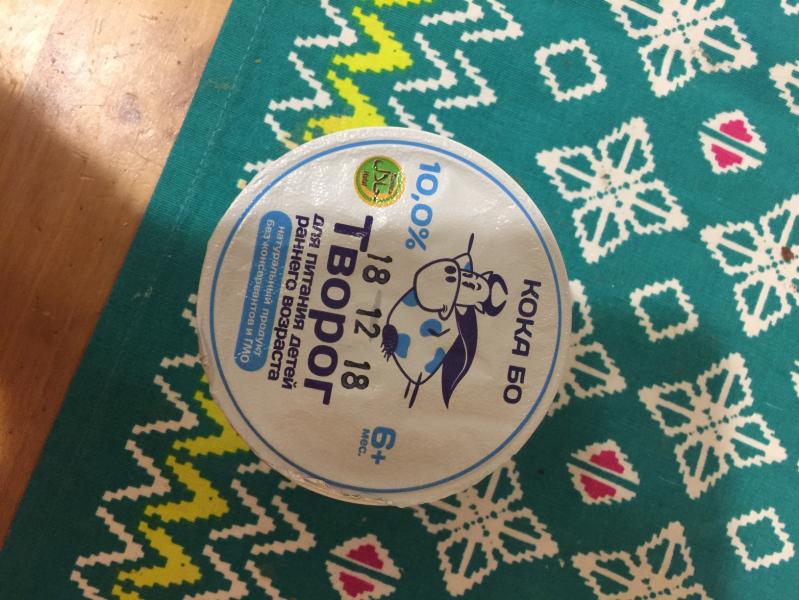 КОКА БО
10,0%
6+
мес.
18 12 18
Творог
для питания детей
раннего возраста
натуральный продукт
без консервантов и ГМО
حلال